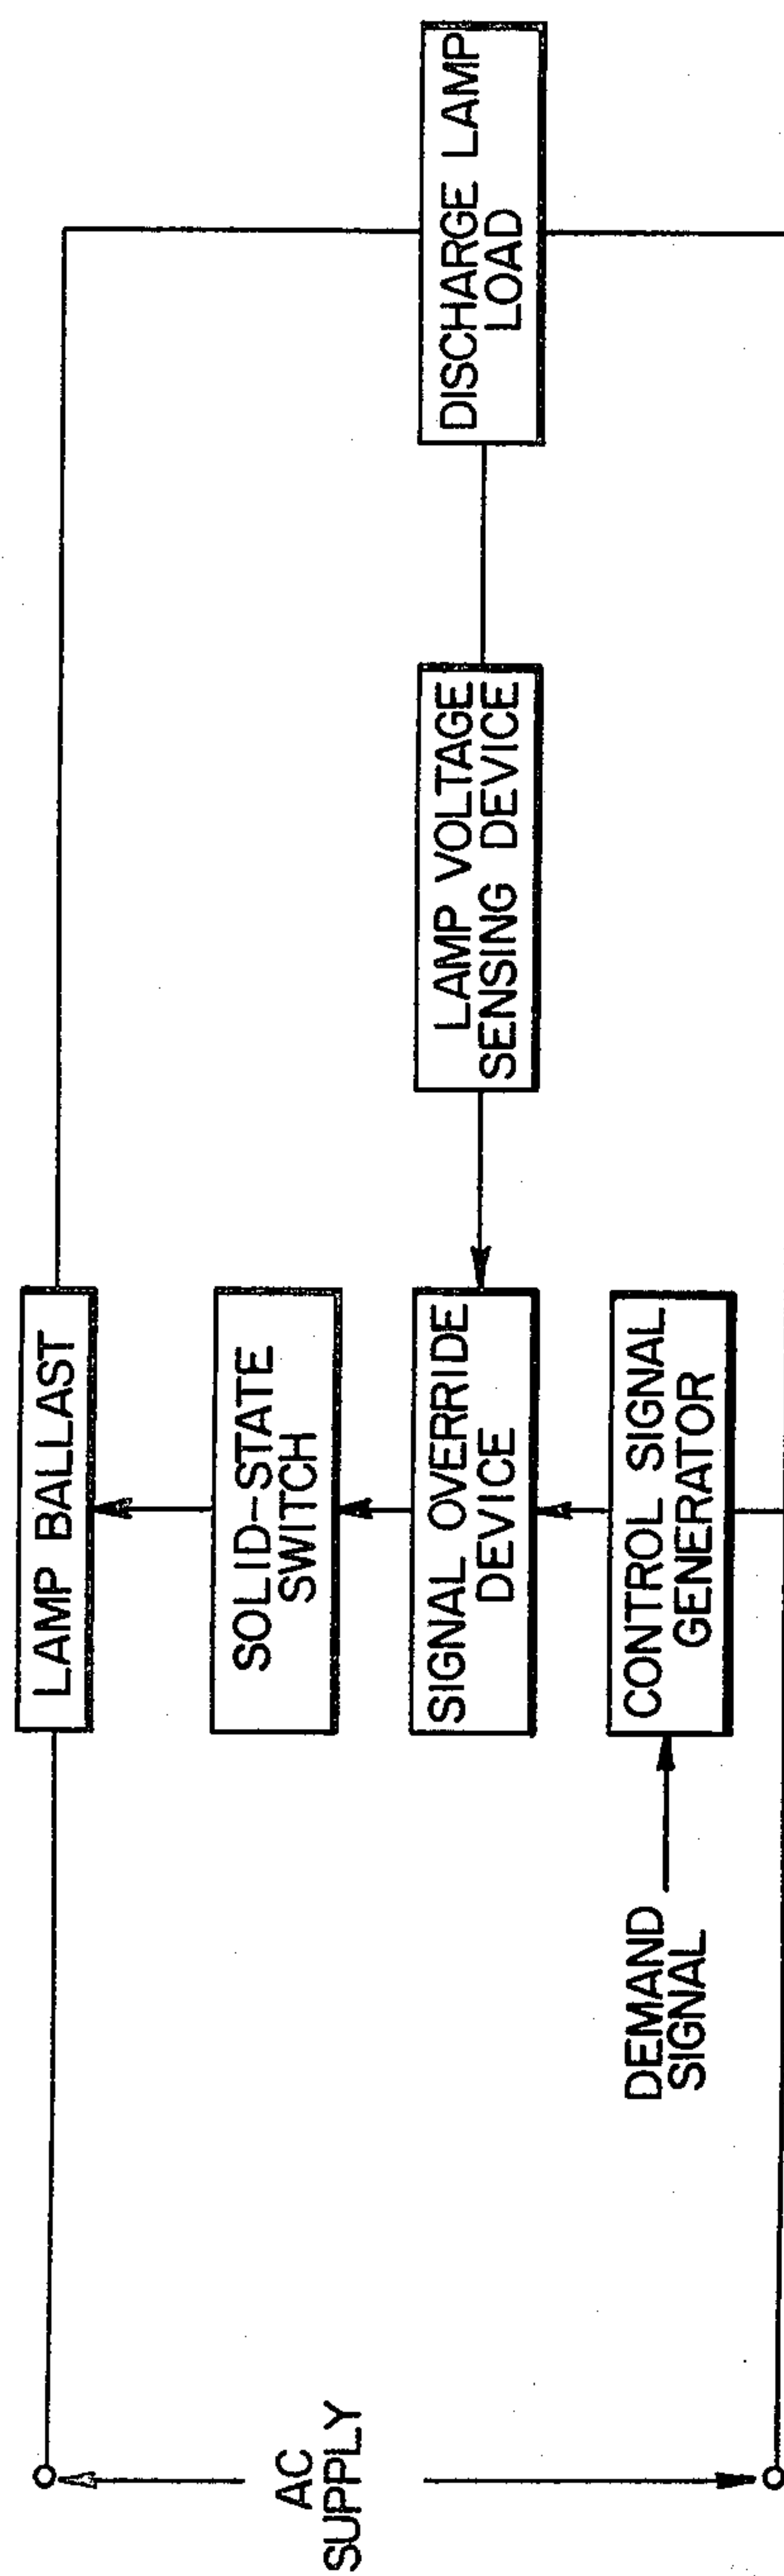 LAMP BALLAST
SOLID-STATE
SWITCH
SIGNAL OVERRIDE
DEVICE
CONTROL SIGNAL
GENERATOR
DEMAND
SIGNAL
AC
SUPPLY
LAMP VOLTAGE
SENSING DEVICE
DISCHARGE LAMP
LOAD